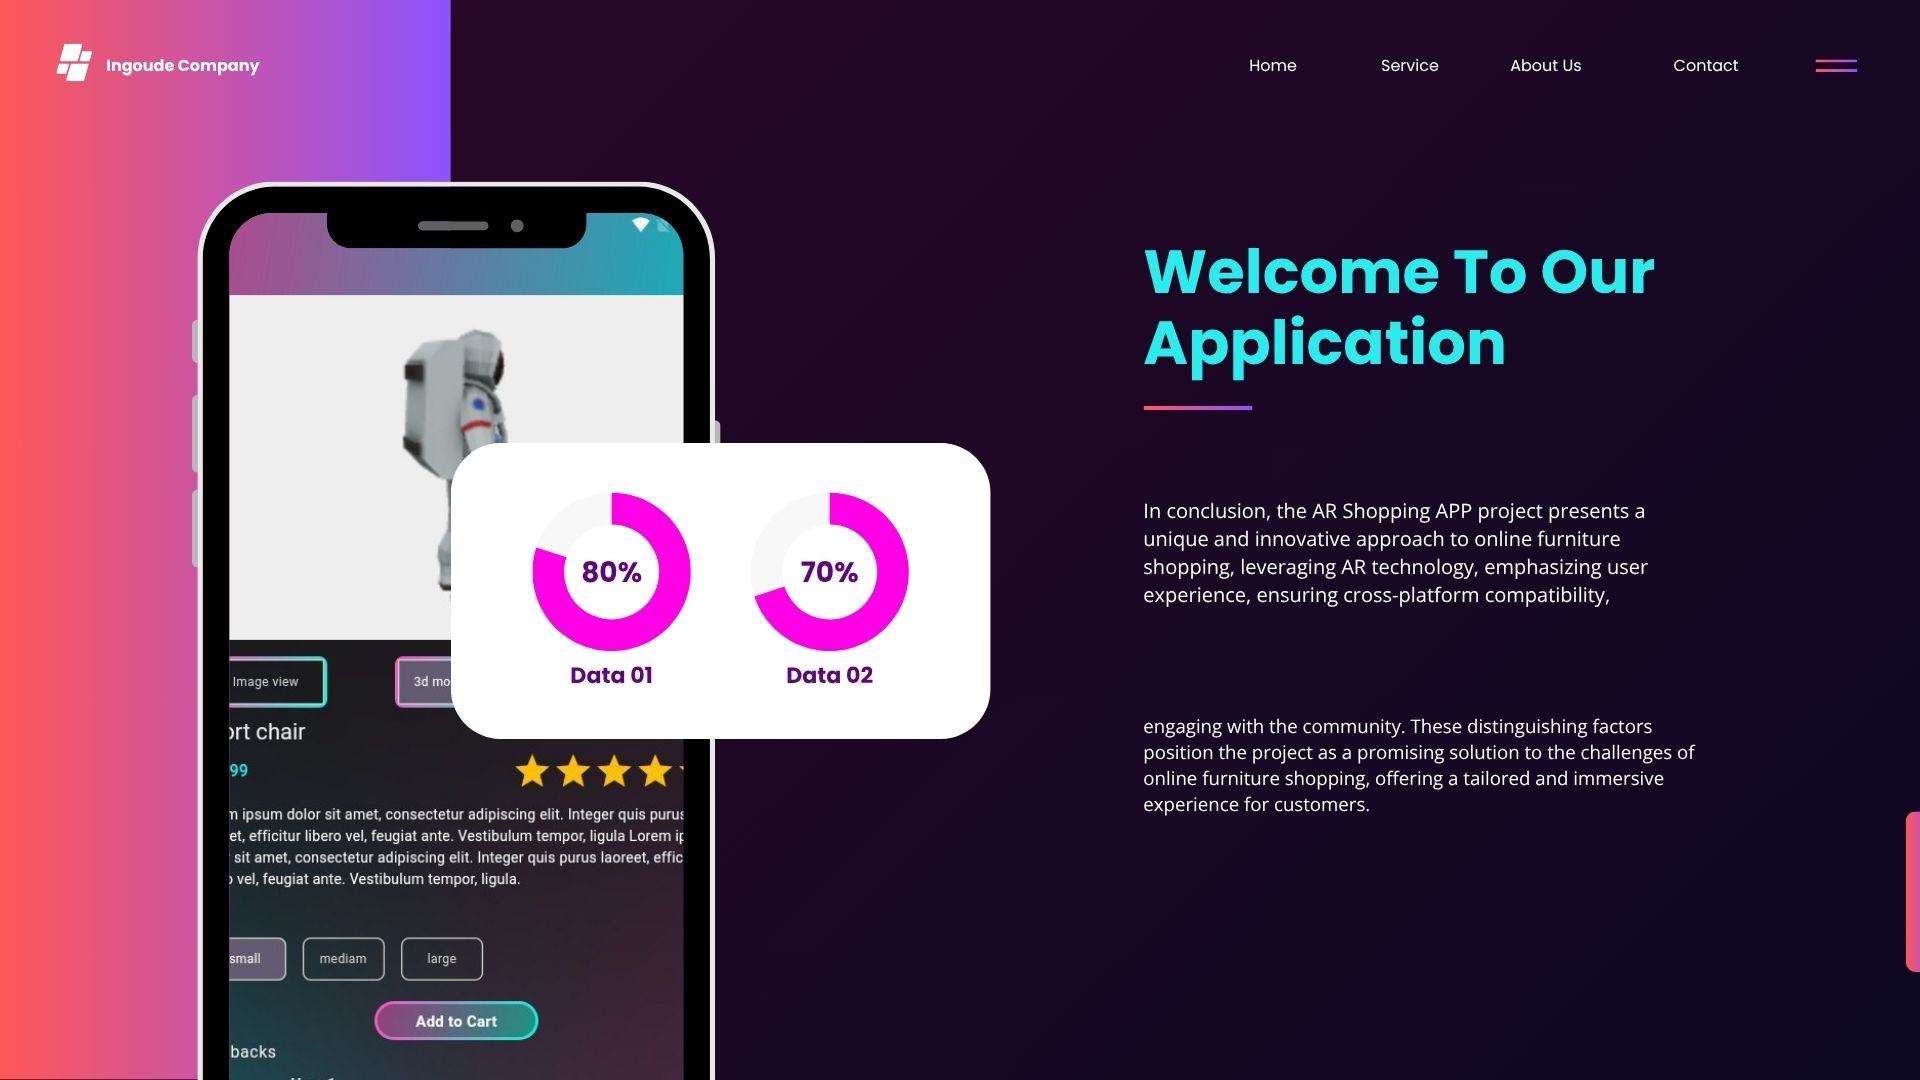 Ingoude Company
Home
Service
About Us
Contact
Welcome To Our
Application
In conclusion, the AR Shopping APP project presents a
unique and innovative approach to online furniture
shopping, leveraging AR technology, emphasizing user
experience, ensuring cross-platform compatibility,
engaging with the community. These distinguishing factors
position the project as a promising solution to the challenges of
online furniture shopping, offering a tailored and immersive
experience for customers.
80%
70%
Data 01
Data 02
Image view
3d mo
ort chair
99
m ipsum dolor sit amet, consectetur adipiscing elit. Integer quis purus
et, efficitur libero vel, feugiat ante. Vestibulum tempor, ligula Lorem ip
sit amet, consectetur adipiscing elit. Integer quis purus laoreet, effic
vel, feugiat ante. Vestibulum tempor, ligula.
small
mediam
large
Add to Cart
backs